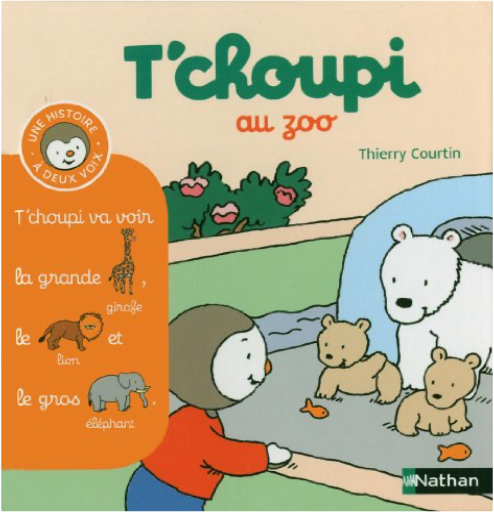 T'choupi
au zoo
Thierry Courtin
UNE HISTOIRE
À DEUX VOIX
T'choupi va voir
la grande ,
girafe
le et
lion
le gros .
éléphant
Nathan